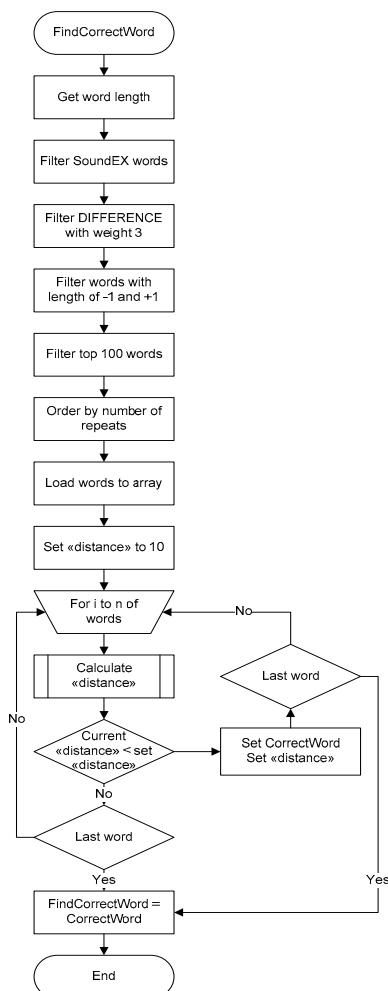 FindCorrectWord
Get word length
Filter SoundEX words
Filter DIFFERENCE
with weight 3
Filter words with
length of -1 and +1
Filter top 100 words
Order by number of
repeats
Load words to array
Set «distance» to 10
For i to n of
words
No
Calculate
«distance»
Last word
No
Current
«distance» < set
«distance»
Set CorrectWord
Set «distance»
No
Last word
Yes
Yes
FindCorrectWord =
CorrectWord
End